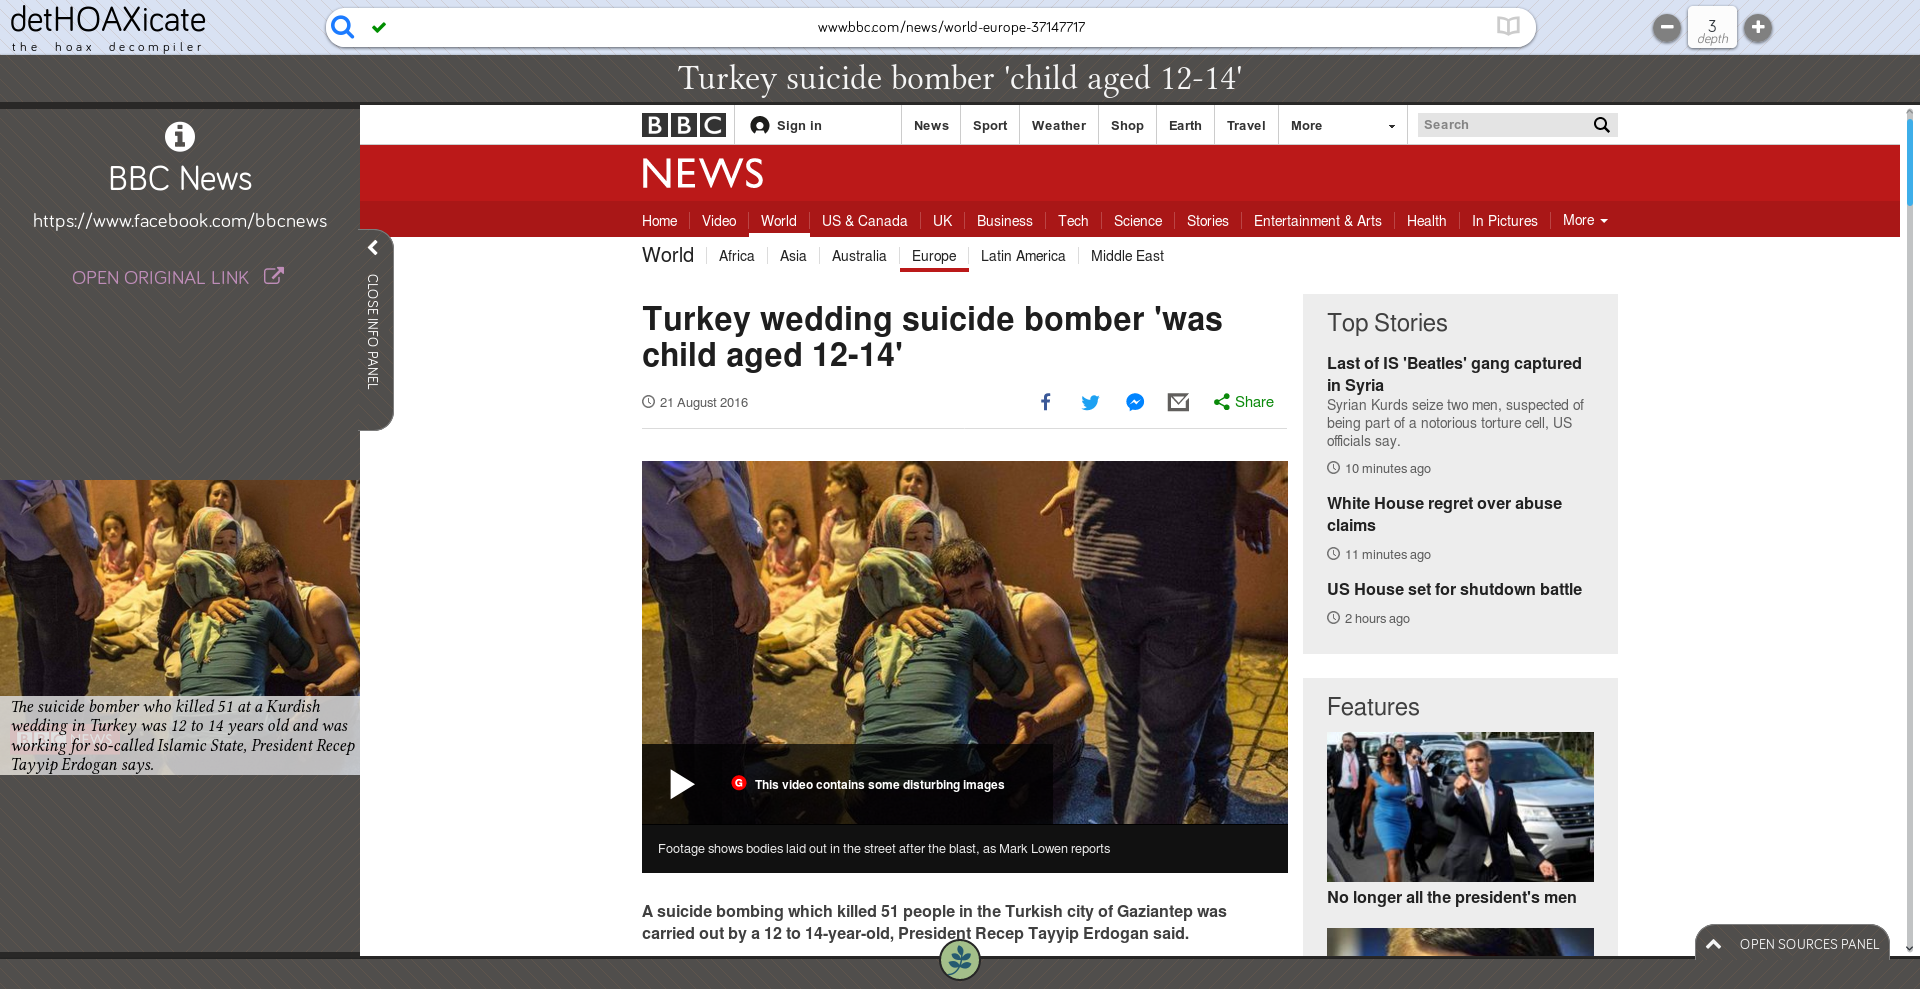 detHOAXicate
the hoax decompiler
www.bbc.com/news/world-europe-37147717
3
depth
Turkey suicide bomber 'child aged 12-14'
BBC News
https://www.facebook.com/bbcnews
OPEN ORIGINAL LINK
CLOSE INFO PANEL
The suicide bomber who killed 51 at a Kurdish
wedding in Turkey was 12 to 14 years old and was
working for so-called Islamic State, President Recep
Tayyip Erdogan says.
BBC Sign in News Sport Weather Shop Earth Travel More Search
NEWS
Home Video World US & Canada UK Business Tech Science Stories Entertainment & Arts Health In Pictures More
World Africa Asia Australia Europe Latin America Middle East
Turkey wedding suicide bomber 'was
child aged 12-14'
21 August 2016
Share
This video contains some disturbing images
Footage shows bodies laid out in the street after the blast, as Mark Lowen reports
A suicide bombing which killed 51 people in the Turkish city of Gaziantep was
carried out by a 12 to 14-year-old, President Recep Tayyip Erdogan said.
Top Stories
Last of IS 'Beatles' gang captured
in Syria
Syrian Kurds seize two men, suspected of
being part of a notorious torture cell, US
officials say.
10 minutes ago
White House regret over abuse
claims
11 minutes ago
US House set for shutdown battle
2 hours ago
Features
No longer all the president's men
OPEN SOURCES PANEL